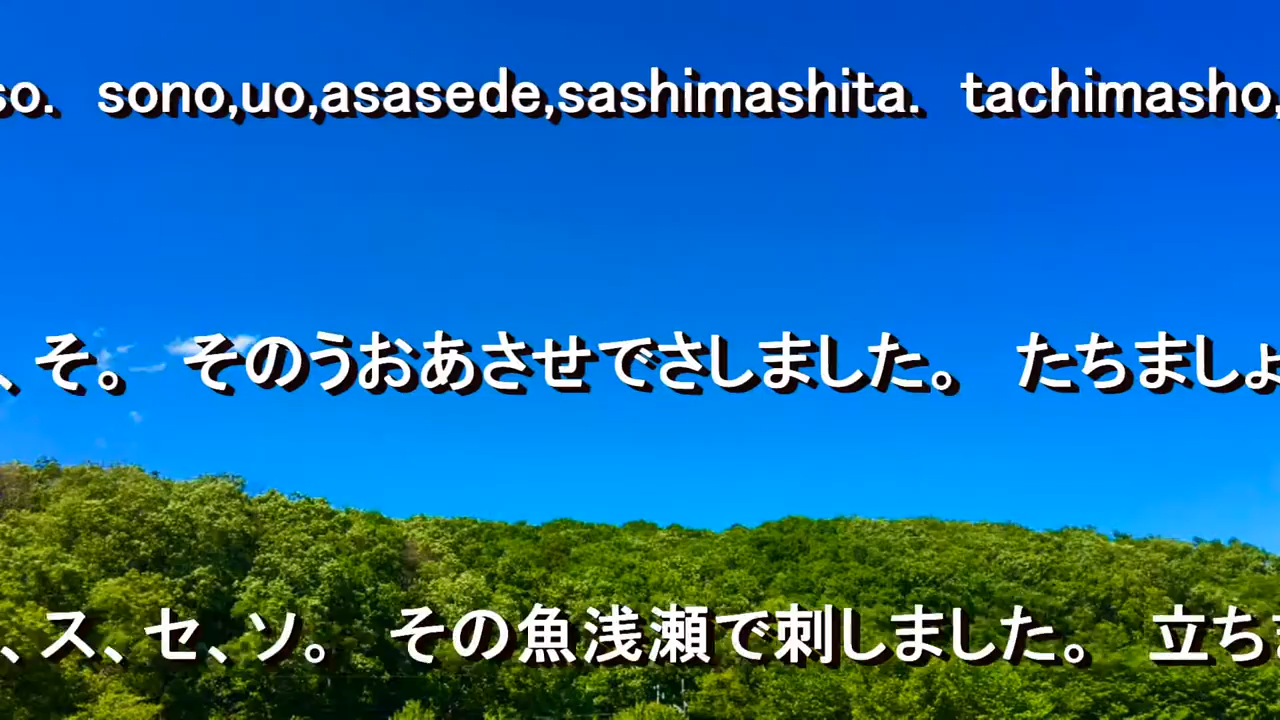 so.　sono,uo,asasede,sashimashita.　tachimasho,
、そ。　そのうおあさせでさしました。　たちましょ
、ス、セ、ソ。　その魚浅瀬で刺しました。　立ち